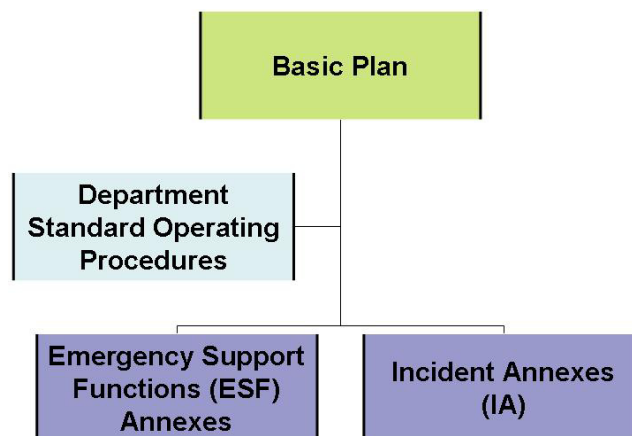 Basic Plan
Department
Standard Operating
Procedures
Emergency Support
Functions (ESF)
Annexes
Incident Annexes
(IA)